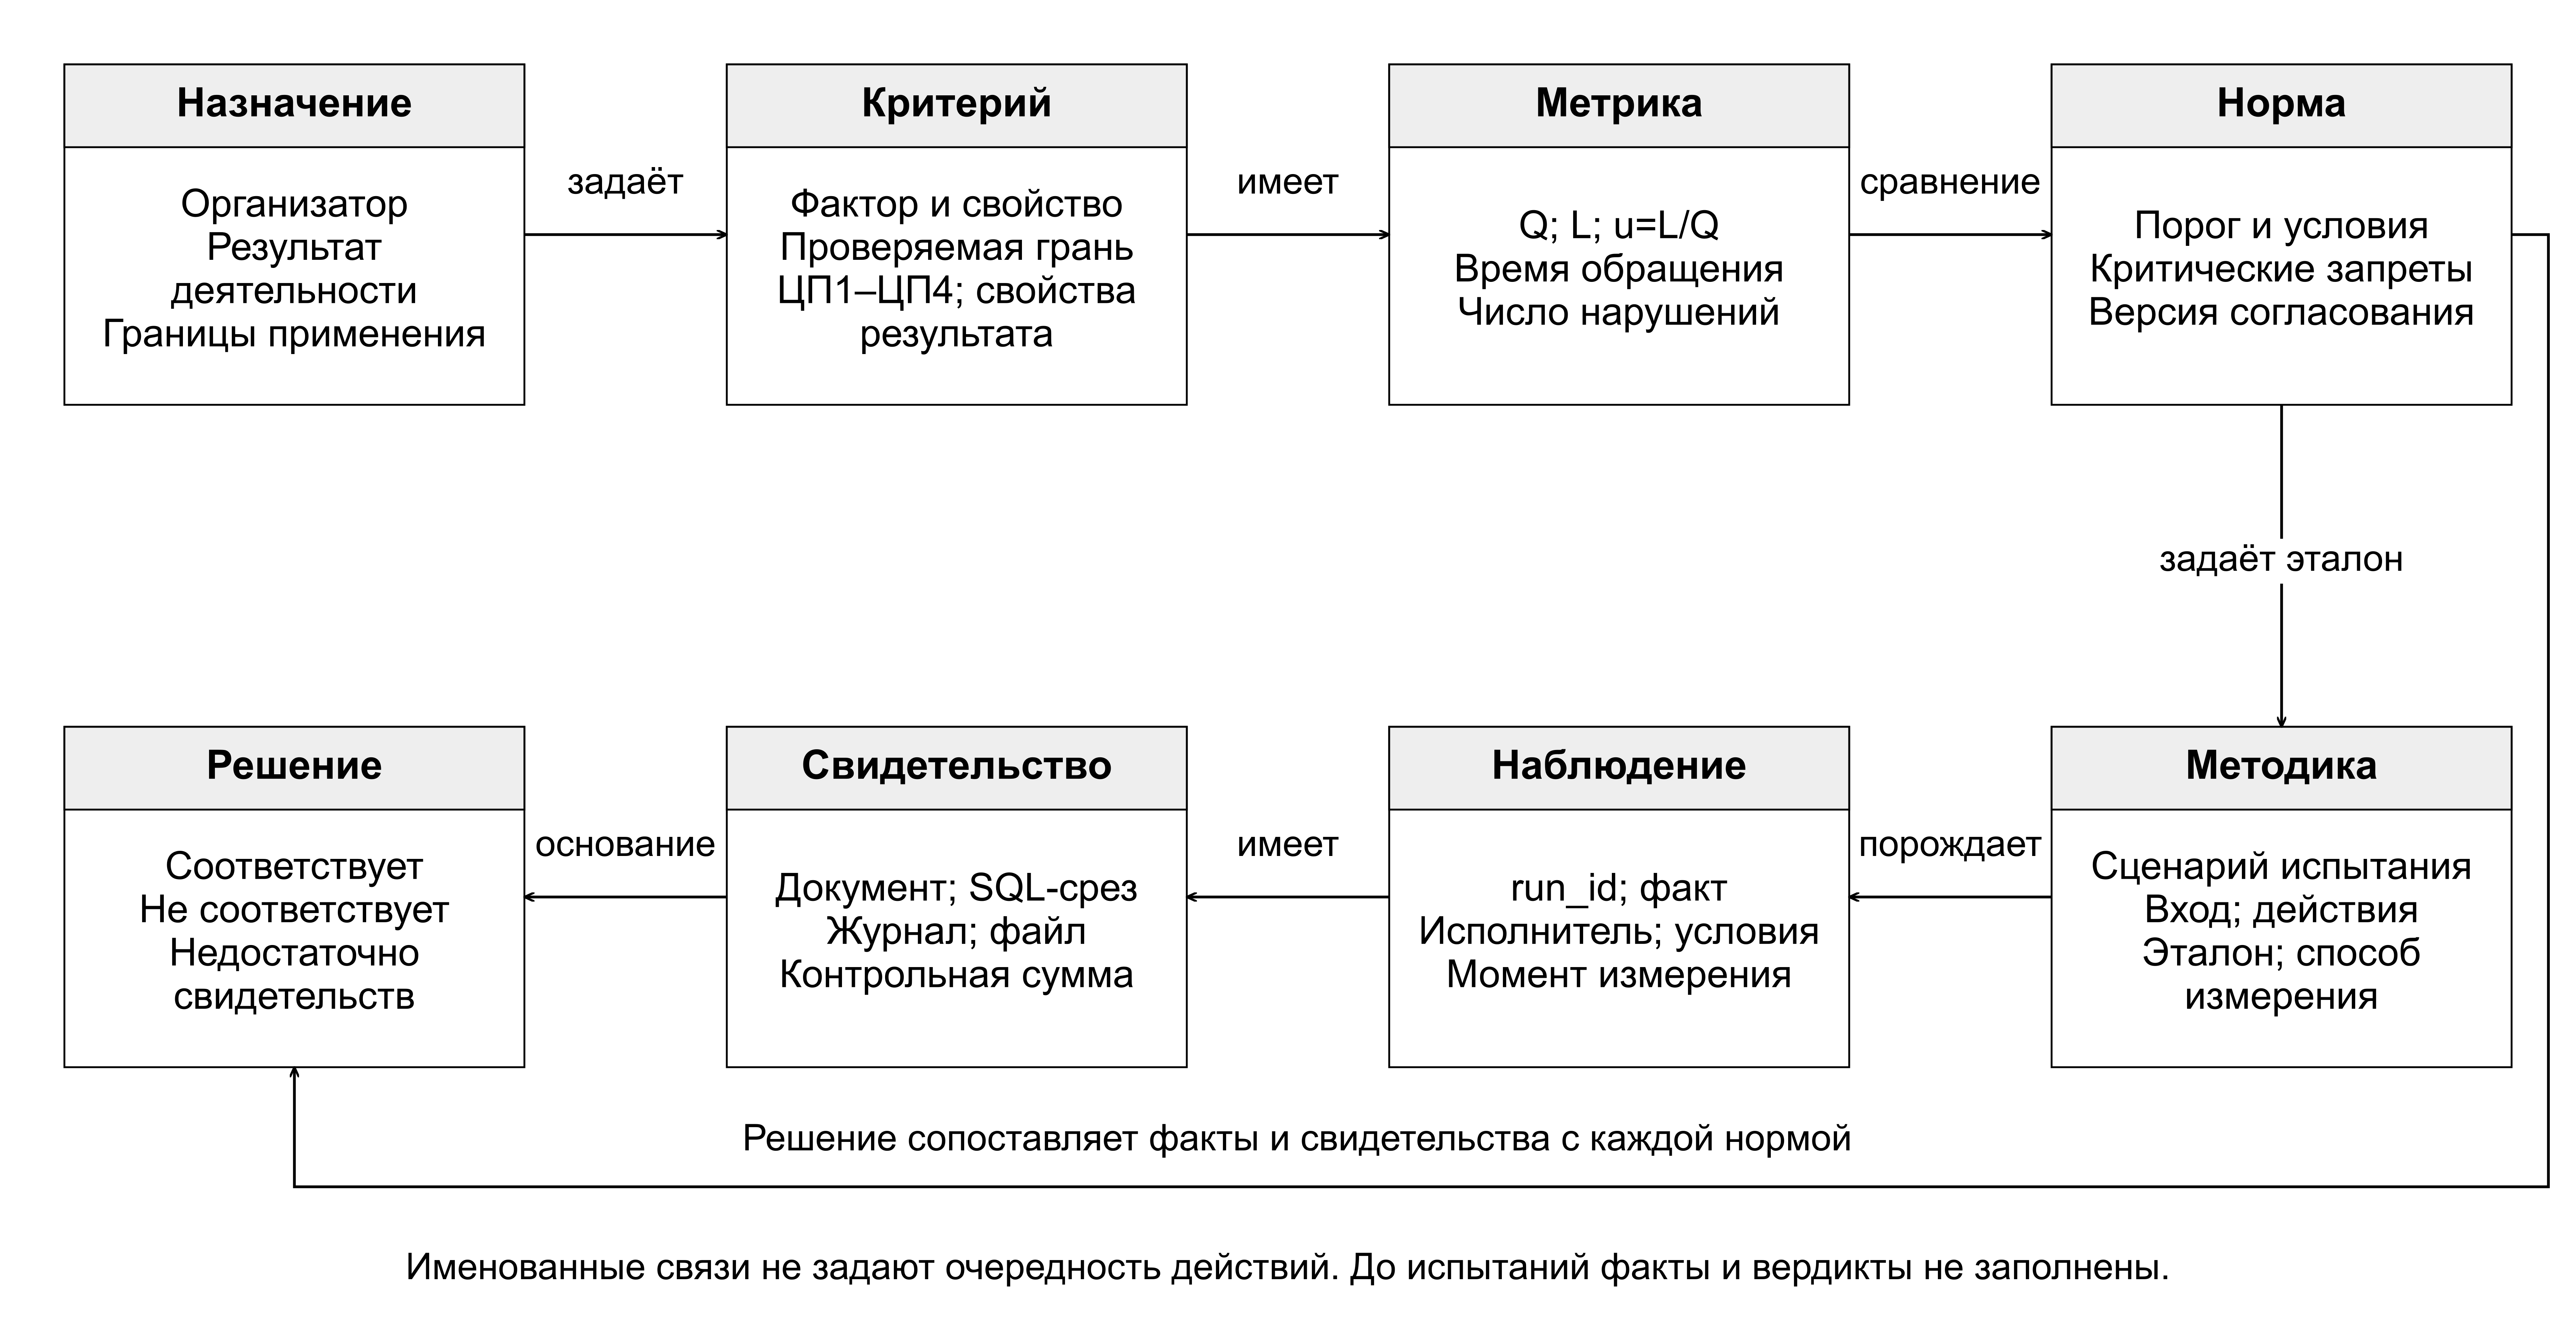 Назначение
Организатор
Результат
деятельности
Границы применения
задаёт
Критерий
Фактор и свойство
Проверяемая грань
ЦП1–ЦП4; свойства
результата
имеет
Метрика
Q; L; u=L/Q
Время обращения
Число нарушений
сравнение
Норма
Порог и условия
Критические запреты
Версия согласования
задаёт эталон
Решение
Соответствует
Не соответствует
Недостаточно
свидетельств
основание
Свидетельство
Документ; SQL-срез
Журнал; файл
Контрольная сумма
имеет
Наблюдение
run_id; факт
Исполнитель; условия
Момент измерения
порождает
Методика
Сценарий испытания
Вход; действия
Эталон; способ
измерения
Решение сопоставляет факты и свидетельства с каждой нормой
Именованные связи не задают очередность действий. До испытаний факты и вердикты не заполнены.